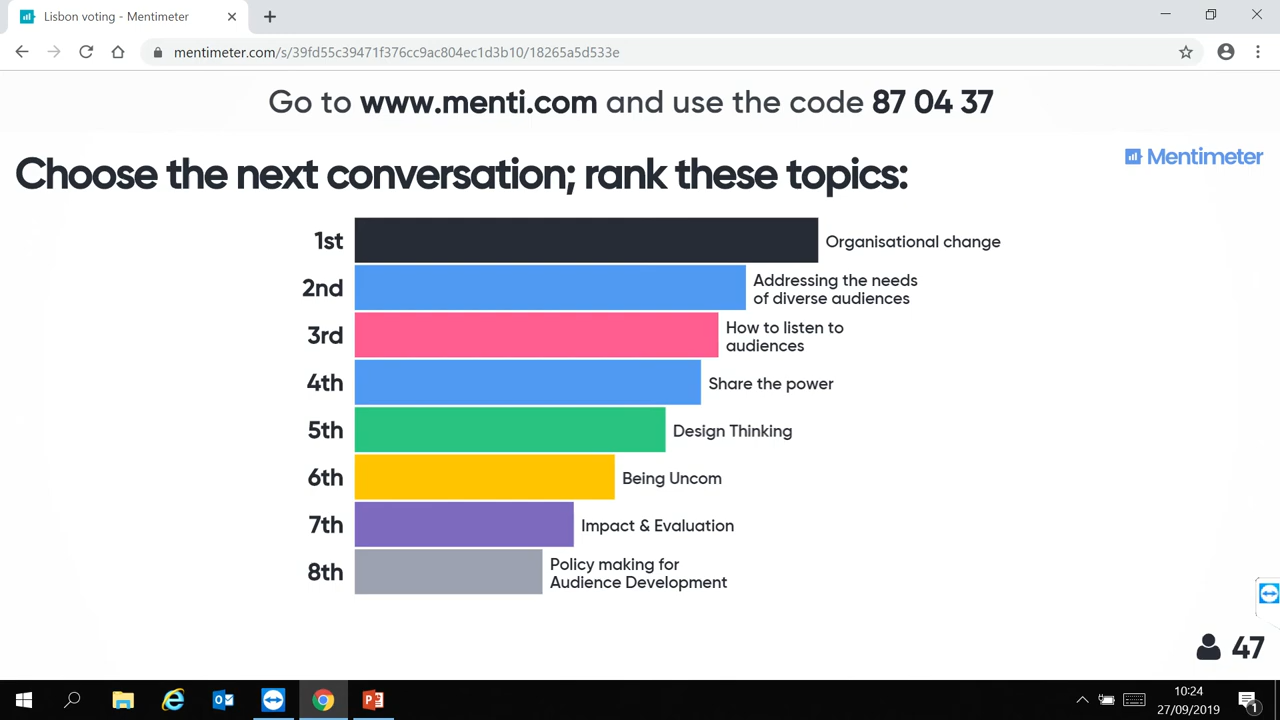 Lisbon voting - Mentimeter
mentimeter.com/s/39fd55c39471f376cc9ac804ec1d3b10/18265a5d533e
Go to www.menti.com and use the code 87 04 37
Mentimeter
Choose the next conversation; rank these topics:
1st
Organisational change
2nd
Addressing the needs
of diverse audiences
3rd
How to listen to
audiences
4th
Share the power
5th
Design Thinking
6th
Being Uncom
7th
Impact & Evaluation
8th
Policy making for
Audience Development
47
10:24
27/09/2019
1